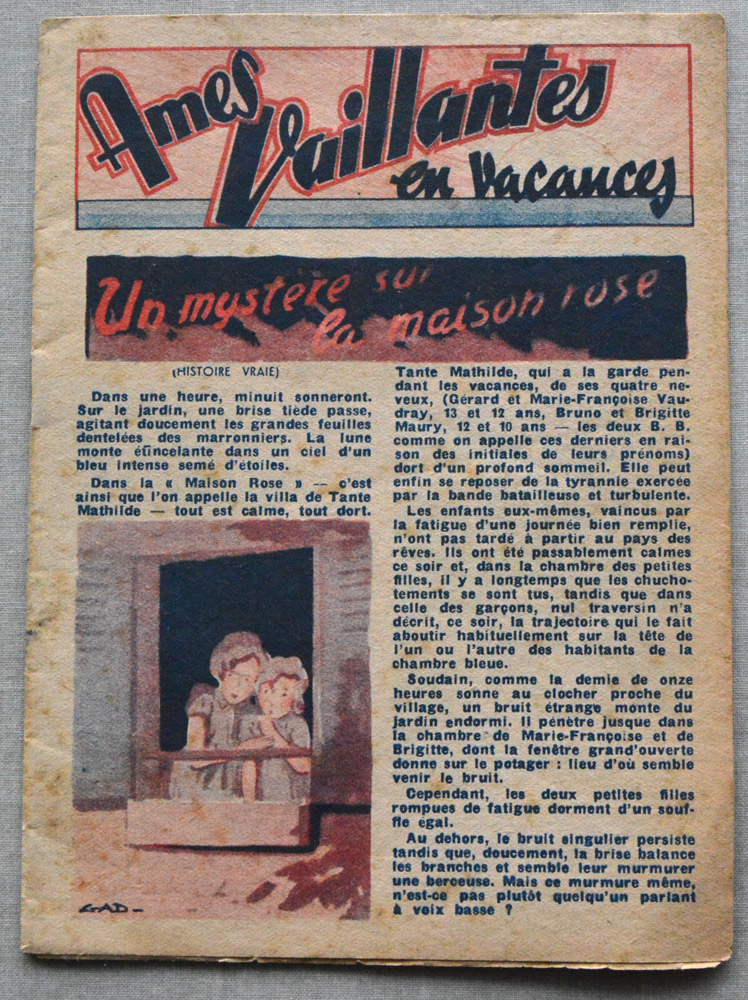 Ames
Vaillantes
en Vacances
Un mystère sur
la maison rose
(HISTOIRE VRAIE)
Dans une heure, minuit sonneront.
Sur le jardin, une brise tiède passe,
agitant doucement les grandes feuilles
dentelées des marronniers. La lune
monte étincelante dans un ciel d'un
bleu intense semé d'étoiles.
Dans la « Maison Rose » — c'est
ainsi que l'on appelle la villa de Tante
Mathilde — tout est calme, tout dort.
GAD-
Tante Mathilde, qui a la garde pen-
dant les vacances, de ses quatre ne-
veux, (Gérard et Marie-Françoise Vau-
dray, 13 et 12 ans, Bruno et Brigitte
Maury, 12 et 10 ans — les deux B. B.
comme on appelle ces derniers en rai-
son des initiales de leurs prénoms)
dort d'un profond sommeil. Elle peut
enfin se reposer de la tyrannie exercée
par la bande batailleuse et turbulente.
Les enfants eux-mêmes, vaincus par
la fatigue d'une journée bien remplie,
n'ont pas tardé à partir au pays des
rêves. Ils ont été passablement calmes
ce soir et, dans la chambre des petites
filles, il y a longtemps que les chucho-
tements se sont tus, tandis que dans
celle des garçons, nul traversin n'a
décrit, ce soir, la trajectoire qui le fait
aboutir habituellement sur la tête de
l'un ou l'autre des habitants de la
chambre bleue.
Soudain, comme la demie de onze
heures sonne au clocher proche du
village, un bruit étrange monte du
jardin endormi. Il pénètre jusque dans
la chambre de Marie-Françoise et de
Brigitte, dont la fenêtre grand'ouverte
donne sur le potager : lieu d'où semble
venir le bruit.
Cependant, les deux petites filles
rompues de fatigue dorment d'un souf-
fle égal.
Au dehors, le bruit singulier persiste
tandis que, doucement, la brise balance
les branches et semble leur murmurer
une berceuse. Mais ce murmure même,
n'est-ce pas plutôt quelqu'un parlant
à voix basse ?